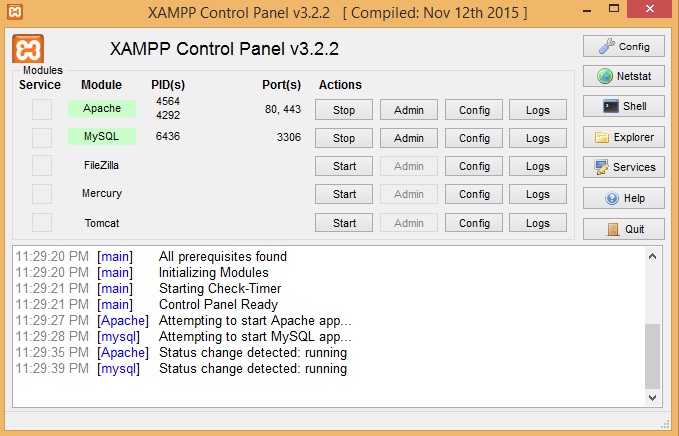 XAMPP Control Panel v3.2.2 [ Compiled: Nov 12th 2015 ]
XAMPP Control Panel v3.2.2
Config
Modules
Service Module PID(s) Port(s) Actions
Netstat
Apache 4564 4292 80, 443 Stop Admin Config Logs
Shell
MySQL 6436 3306 Stop Admin Config Logs
Explorer
FileZilla Start Admin Config Logs
Services
Mercury Start Admin Config Logs
Help
Tomcat Start Admin Config Logs
Quit
11:29:20 PM [main] All prerequisites found
11:29:20 PM [main] Initializing Modules
11:29:21 PM [main] Starting Check-Timer
11:29:21 PM [main] Control Panel Ready
11:29:27 PM [Apache] Attempting to start Apache app...
11:29:28 PM [mysql] Attempting to start MySQL app...
11:29:35 PM [Apache] Status change detected: running
11:29:39 PM [mysql] Status change detected: running